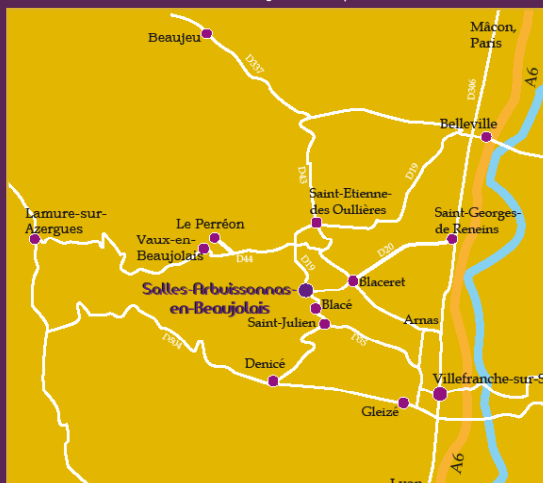 Mâcon,
Paris
Beaujeu
D337
A6
D306
Belleville
D43
D19
Saint-Etienne-
des Oullières
Lamure-sur-
Azergues
Le Perréon
Saint-Georges-
de Reneins
Vaux-en-
Beaujolais
D44
D19
D20
Blaceret
Salles-Arbuissonnas-
en-Beaujolais
Blacé
Saint-Julien
Arnas
D504
Denicé
Villefranche-sur-S
Gleizé
A6